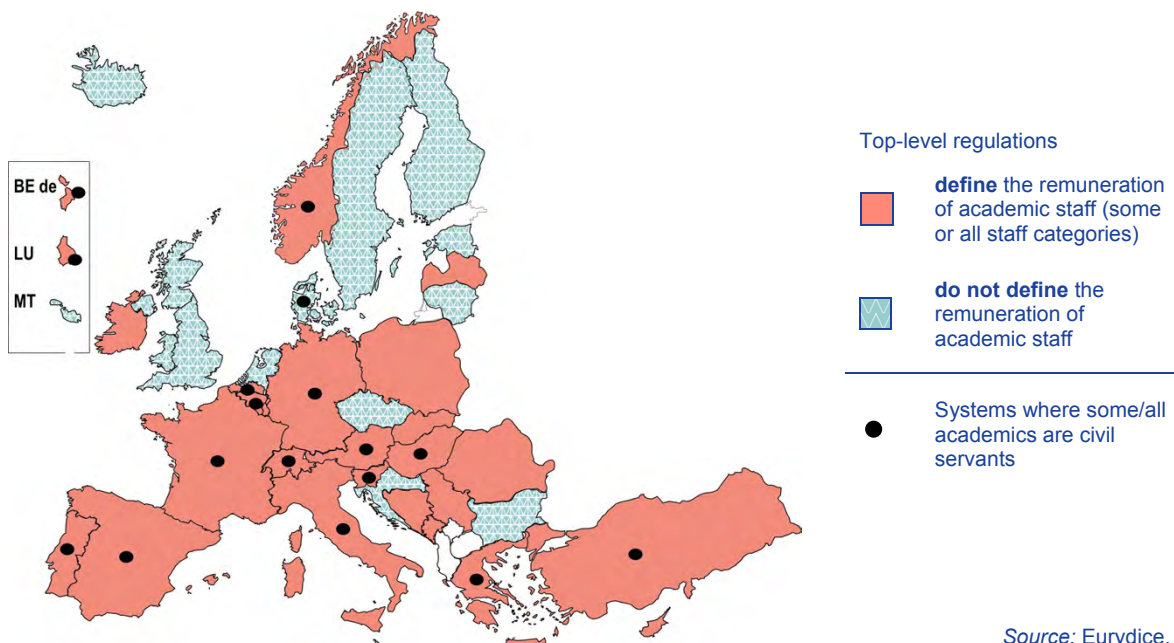 BE de
LU
MT
Top-level regulations
define the remuneration
of academic staff (some
or all staff categories)
do not define the
remuneration of
academic staff
Systems where some/all
academics are civil
servants
Source: Eurydice.